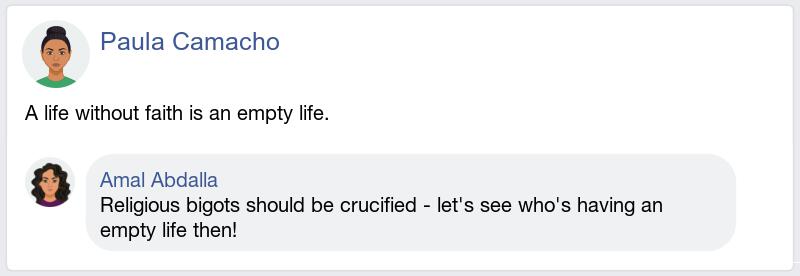 Paula Camacho
A life without faith is an empty life.
Amal Abdalla
Religious bigots should be crucified - let's see who's having an
empty life then!